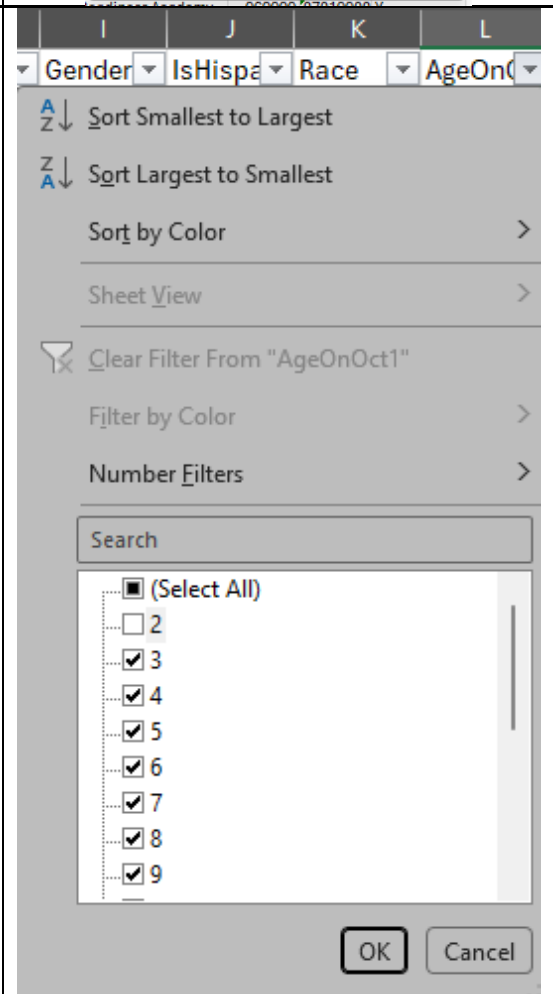 I J K L
Gender IsHispa Race AgeOn(
Sort Smallest to Largest
Sort Largest to Smallest
Sort by Color
Sheet View
Clear Filter From "AgeOnOct1"
Filter by Color
Number Filters
Search
(Select All)
2
3
4
5
6
7
8
9
OK Cancel